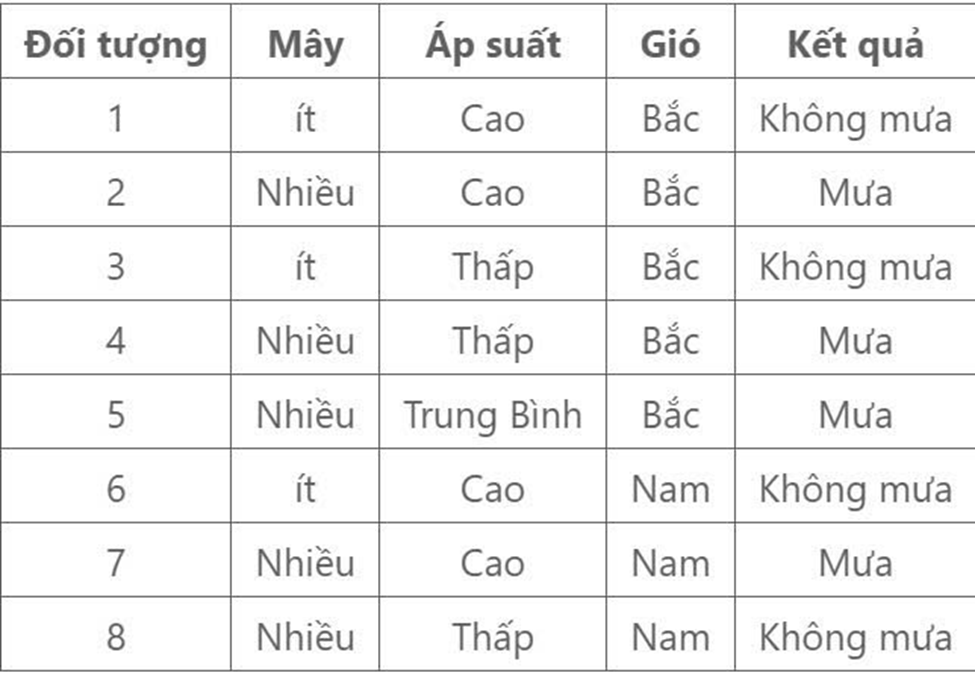 Đối tượng Mây Áp suất Gió Kết quả
1 ít Cao Bắc Không mưa
2 Nhiều Cao Bắc Mưa
3 ít Thấp Bắc Không mưa
4 Nhiều Thấp Bắc Mưa
5 Nhiều Trung Bình Bắc Mưa
6 ít Cao Nam Không mưa
7 Nhiều Cao Nam Mưa
8 Nhiều Thấp Nam Không mưa